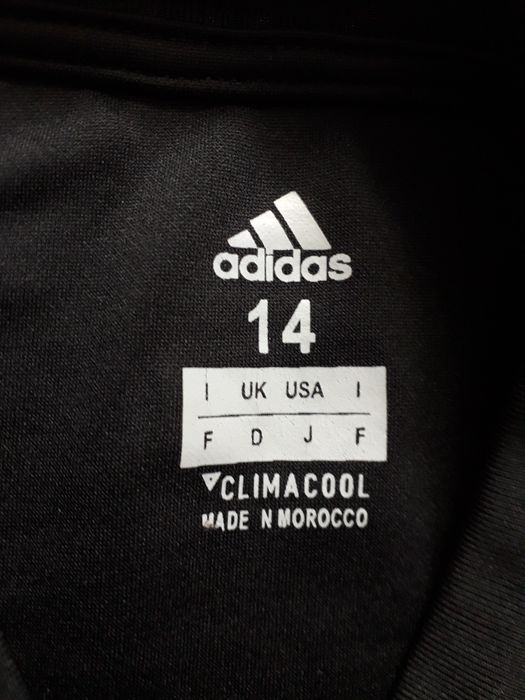 adidas
14
I UK USA I
F D J F
CLIMACOOL
MADE N MOROCCO